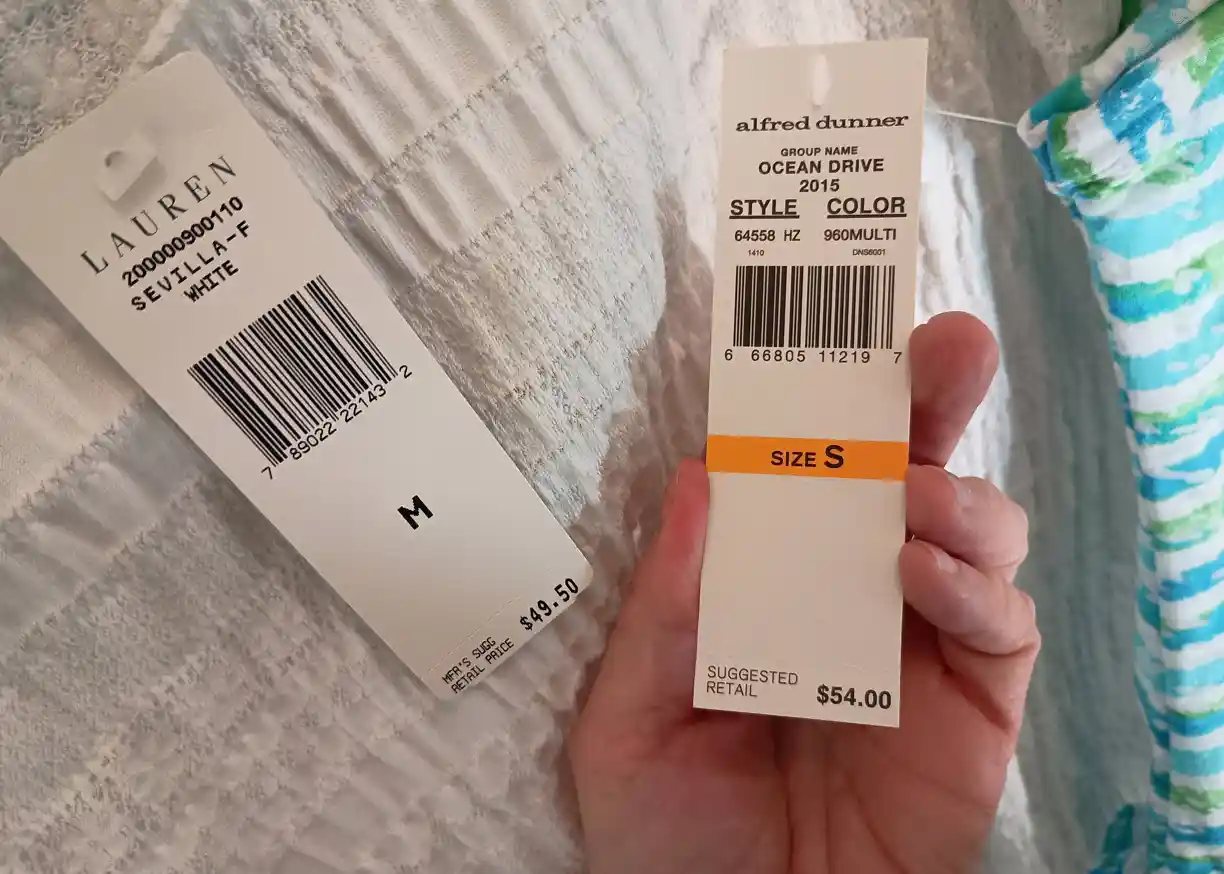 LAUREN
20000900110
SEVILLA-F
WHITE
7 89022 22143 2
M
MFR'S SUGG
RETAIL PRICE $49.50
alfred dunner
GROUP NAME
OCEAN DRIVE
2015
STYLE COLOR
64558 HZ 960MULTI
1410 DNS6001
6 66805 11219 7
SIZE S
SUGGESTED
RETAIL $54.00